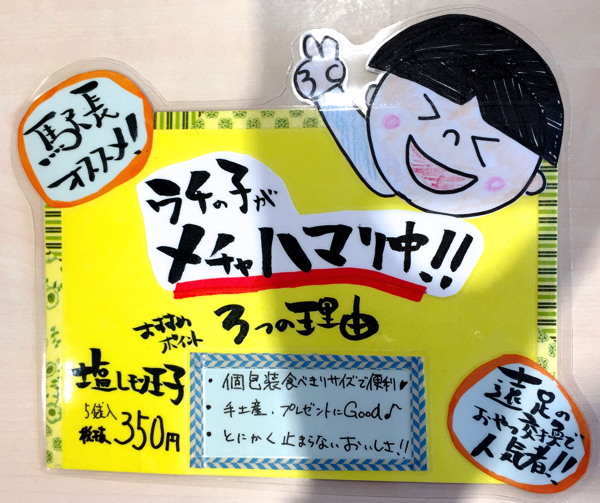 駅長
オススメ!!
ウチの子が
メチャハマり中!!
おすすめ
ポイント
3つの理由
塩レモン王子
5袋入
税抜 350円
・個包装食べきりサイズで便利♥
・手土産・プレゼントにGood♪
・とにかく止まらないおいしさ!!
遠足の
おやつ交換で
人気者!!